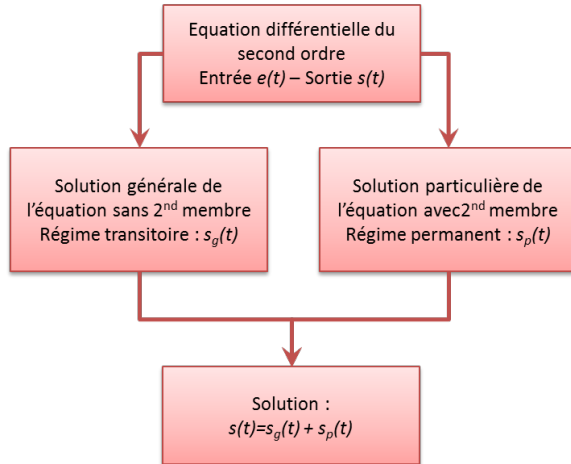 Equation différentielle du
second ordre
Entrée e(t) – Sortie s(t)
Solution générale de
l’équation sans 2nd membre
Régime transitoire : sg(t)
Solution particulière de
l’équation avec2nd membre
Régime permanent : sp(t)
Solution :
s(t)=sg(t) + sp(t)